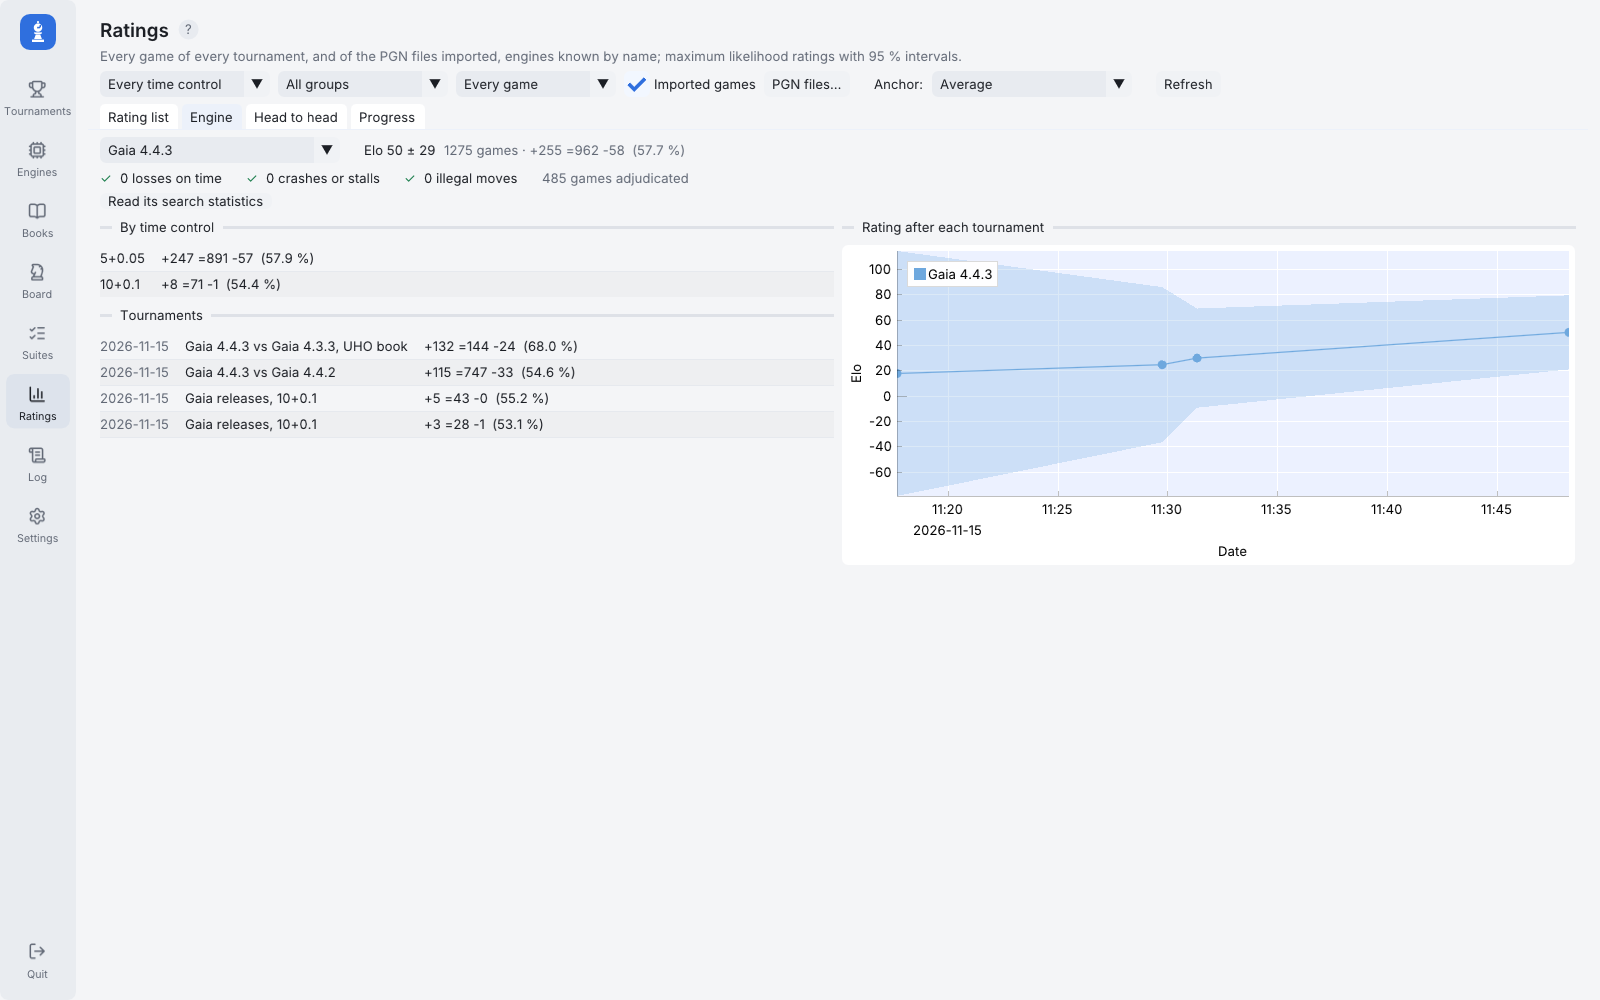 Ratings ?
Every game of every tournament, and of the PGN files imported, engines known by name; maximum likelihood ratings with 95 % intervals.
Every time control All groups Every game Imported games PGN files... Anchor: Average Refresh
Rating list Engine Head to head Progress
Gaia 4.4.3 Elo 50 ± 29 1275 games · +255 =962 -58 (57.7 %)
0 losses on time 0 crashes or stalls 0 illegal moves 485 games adjudicated
Read its search statistics
By time control
5+0.05 +247 =891 -57 (57.9 %)
10+0.1 +8 =71 -1 (54.4 %)
Tournaments
2026-11-15 Gaia 4.4.3 vs Gaia 4.3.3, UHO book +132 =144 -24 (68.0 %)
2026-11-15 Gaia 4.4.3 vs Gaia 4.4.2 +115 =747 -33 (54.6 %)
2026-11-15 Gaia releases, 10+0.1 +5 =43 -0 (55.2 %)
2026-11-15 Gaia releases, 10+0.1 +3 =28 -1 (53.1 %)
Rating after each tournament
Gaia 4.4.3
Elo
100
80
60
40
20
0
-20
-40
-60
11:20 11:25 11:30 11:35 11:40 11:45
2026-11-15
Date
Tournaments
Engines
Books
Board
Suites
Ratings
Log
Settings
Quit